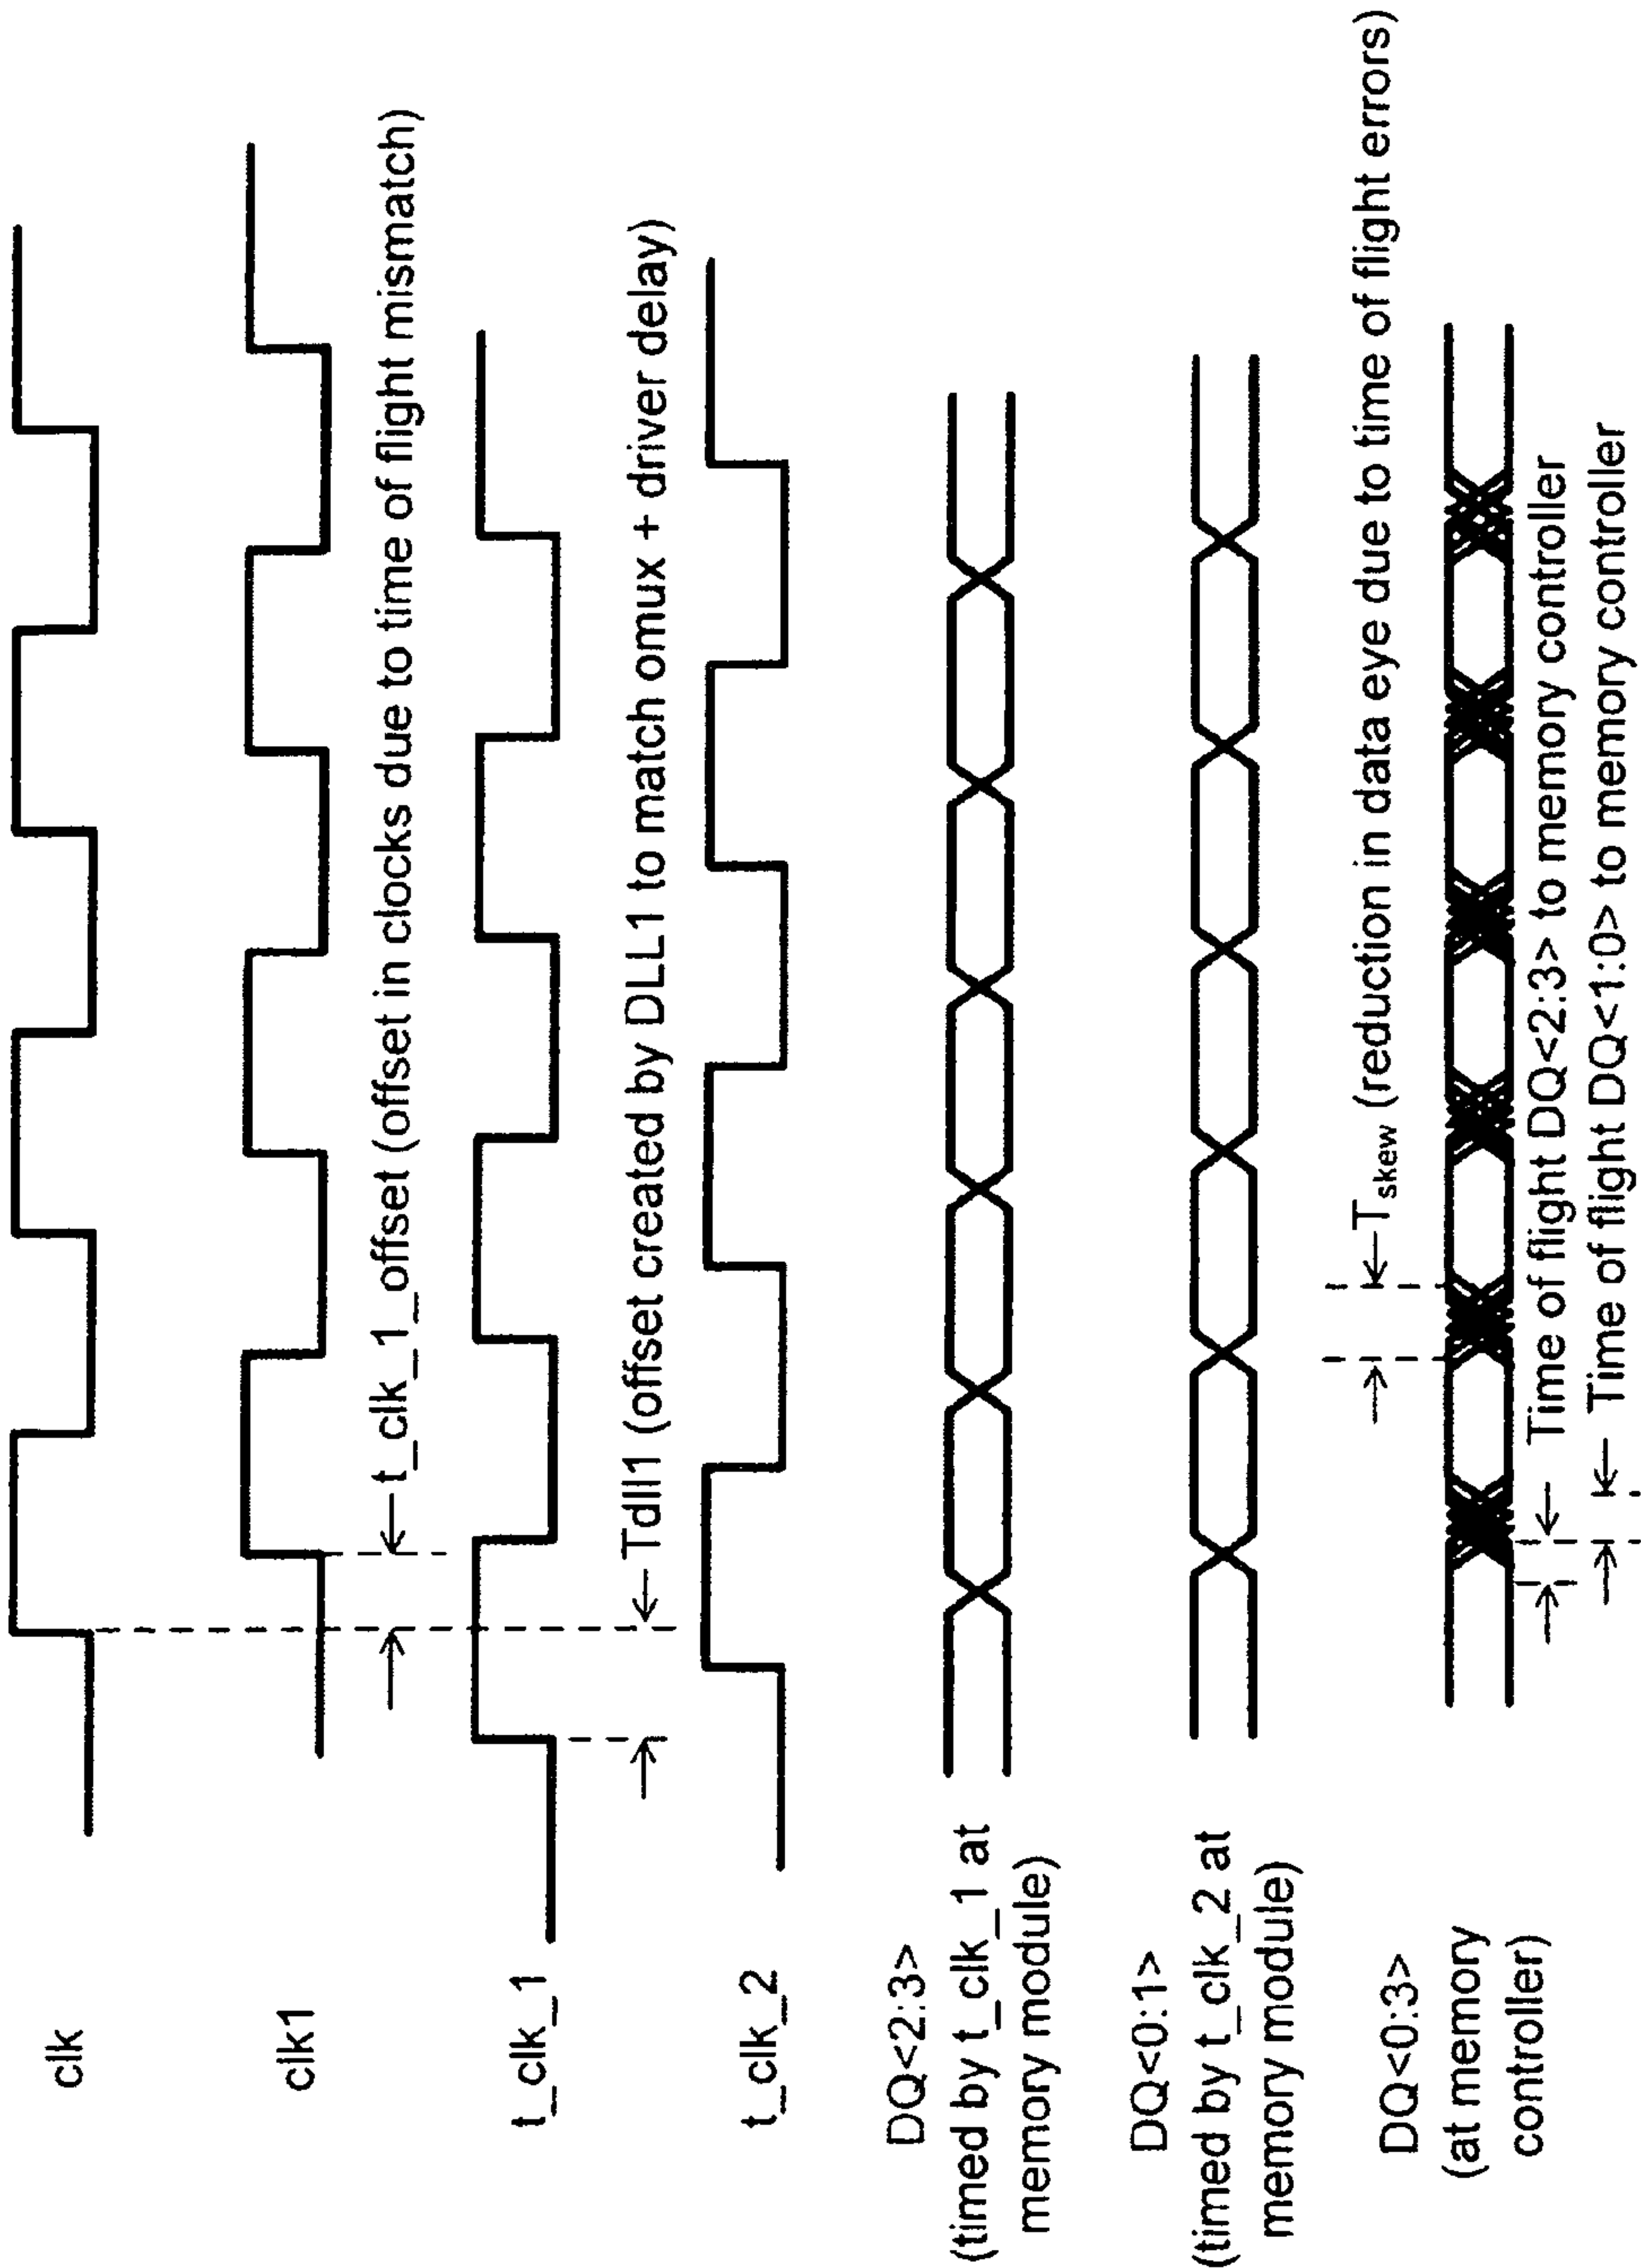 clk
clk1
t_clk_1_offset (offset in clocks due to time of flight mismatch)
t_clk_1
Tdll1 (offset created by DLL1 to match omux + driver delay)
t_clk_2
DQ<2:3>
(timed by t_clk_1 at
memory module)
DQ<0:1>
(timed by t_clk_2 at
memory module)
Tskew (reduction in data eye due to time of flight errors)
DQ<0:3>
(at memory
controller)
Time of flight DQ<2:3> to memory controller
Time of flight DQ<1:0> to memory controller